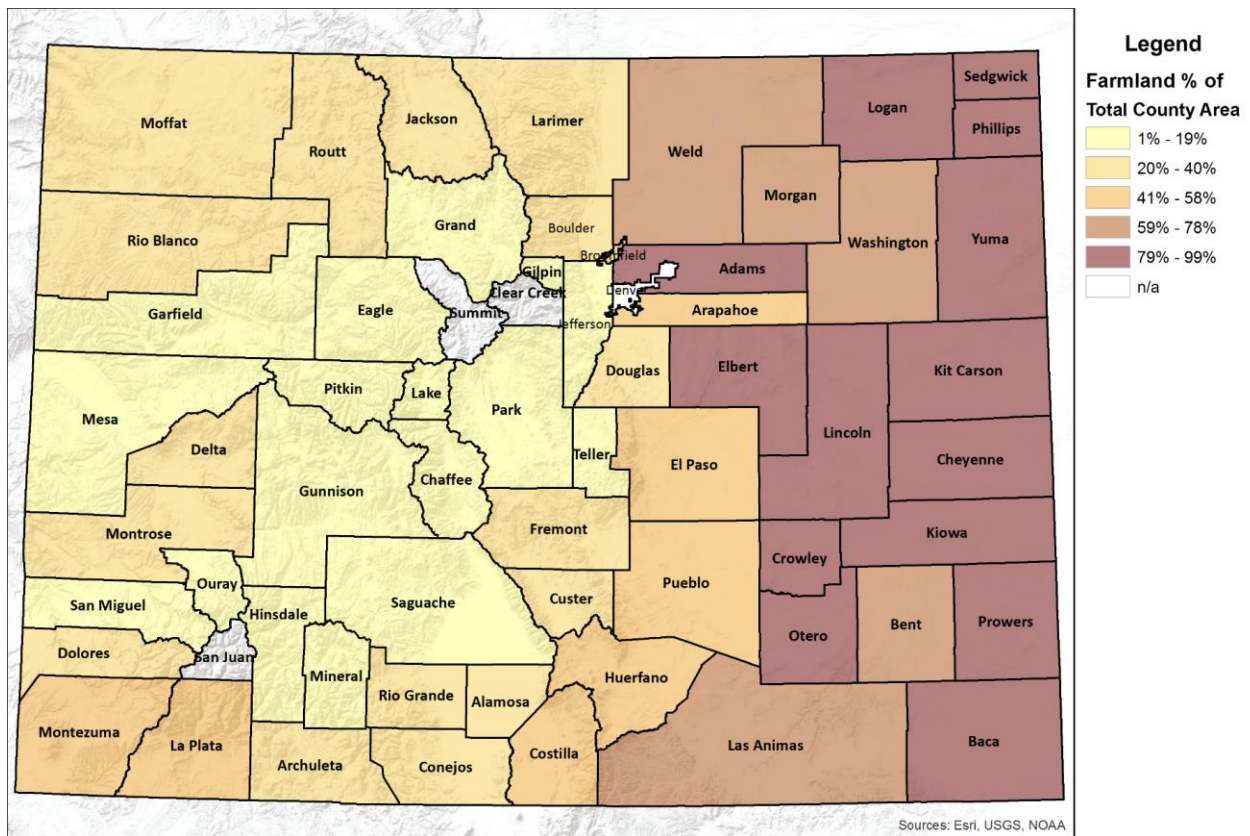 Legend
Farmland % of
Total County Area
1% - 19%
20% - 40%
41% - 58%
59% - 78%
79% - 99%
n/a
Moffat
Routt
Jackson
Larimer
Weld
Logan
Sedgwick
Phillips
Morgan
Rio Blanco
Grand
Boulder
Washington
Yuma
Broomfield
Gilpin
Adams
Clear Creek
Denver
Garfield
Eagle
Summit
Jefferson
Arapahoe
Pitkin
Lake
Park
Douglas
Elbert
Kit Carson
Mesa
Lincoln
Delta
Gunnison
Chaffee
Teller
El Paso
Cheyenne
Montrose
Fremont
Kiowa
Crowley
Ouray
Pueblo
San Miguel
Hinsdale
Saguache
Custer
Otero
Bent
Prowers
Dolores
San Juan
Mineral
Rio Grande
Alamosa
Huerfano
Montezuma
La Plata
Archuleta
Conejos
Costilla
Las Animas
Baca
Sources: Esri, USGS, NOAA